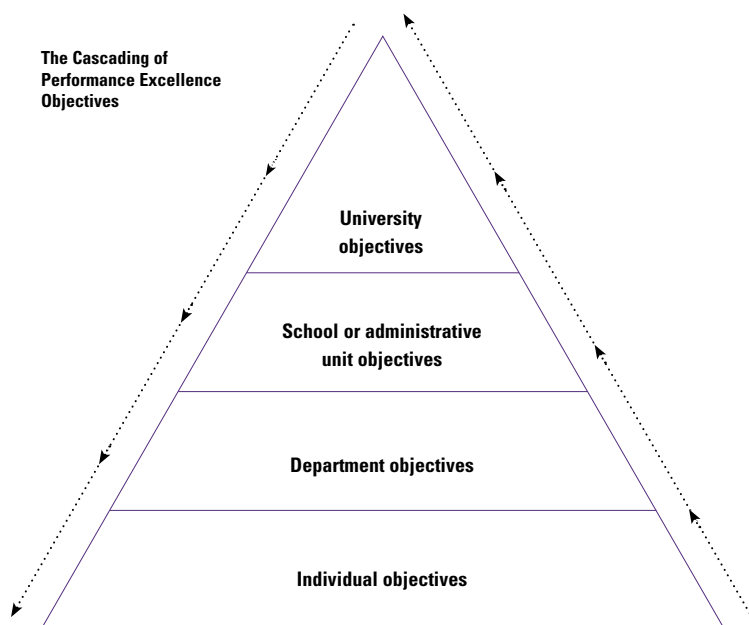 The Cascading of
Performance Excellence
Objectives
University
objectives
School or administrative
unit objectives
Department objectives
Individual objectives